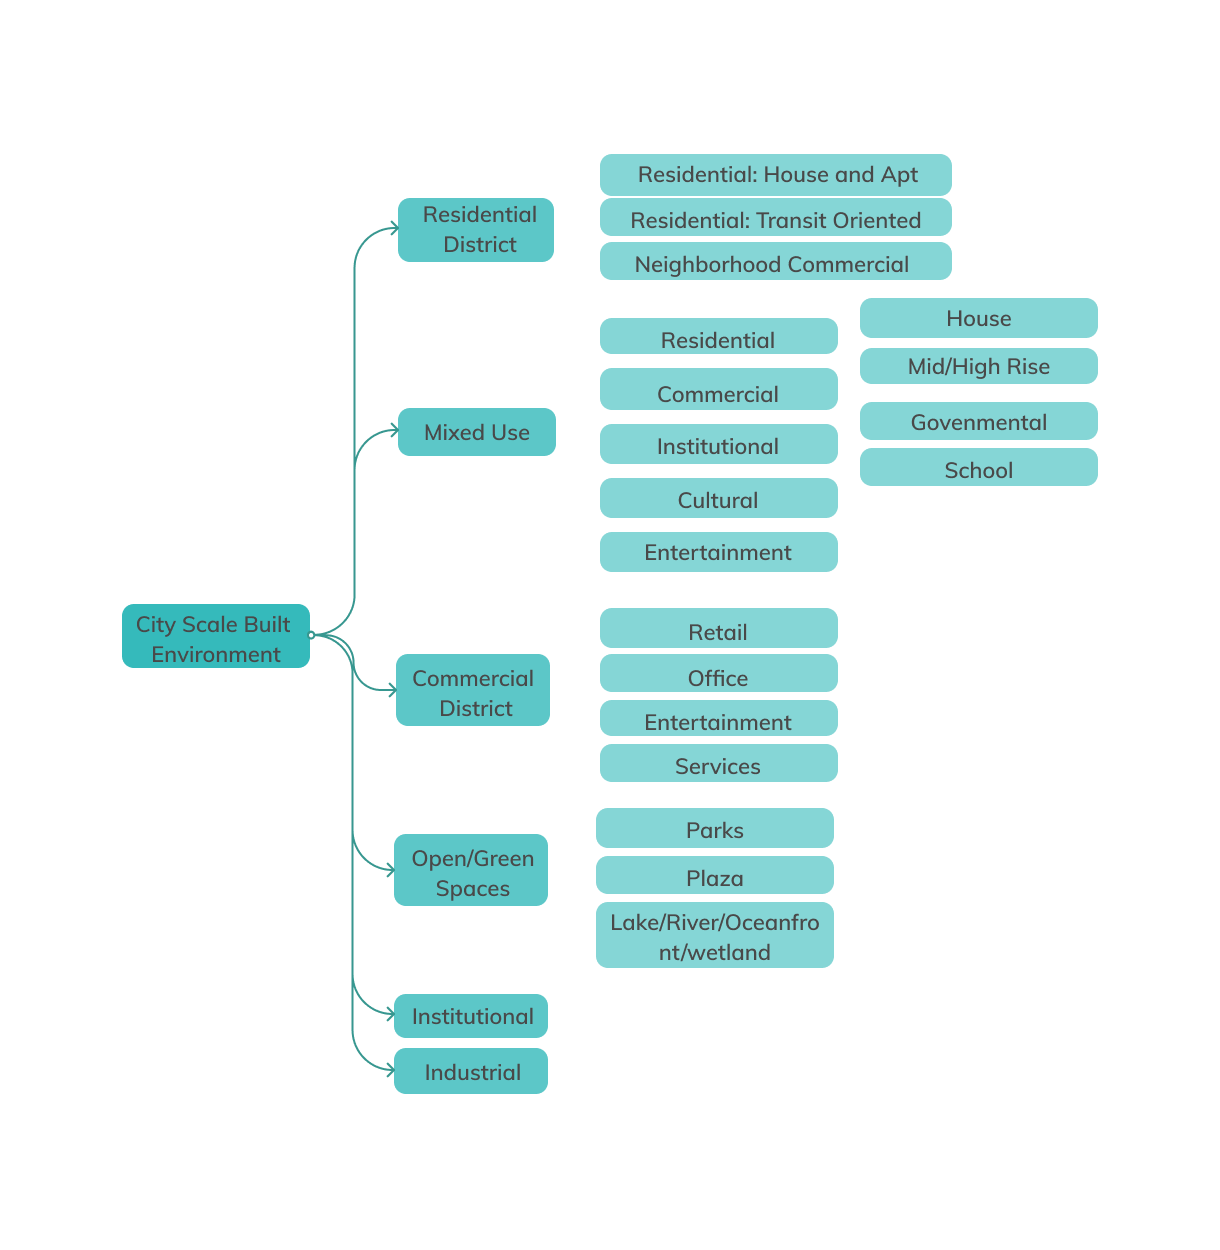 City Scale Built
Environment
Residential
District
Residential: House and Apt
Residential: Transit Oriented
Neighborhood Commercial
Mixed Use
Residential
Commercial
Institutional
Cultural
Entertainment
House
Mid/High Rise
Govenmental
School
Commercial
District
Retail
Office
Entertainment
Services
Open/Green
Spaces
Parks
Plaza
Lake/River/Oceanfro
nt/wetland
Institutional
Industrial